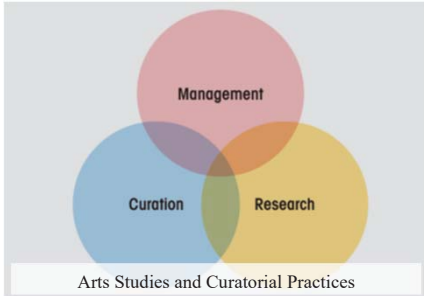 Management
Curation Research
Arts Studies and Curatorial Practices